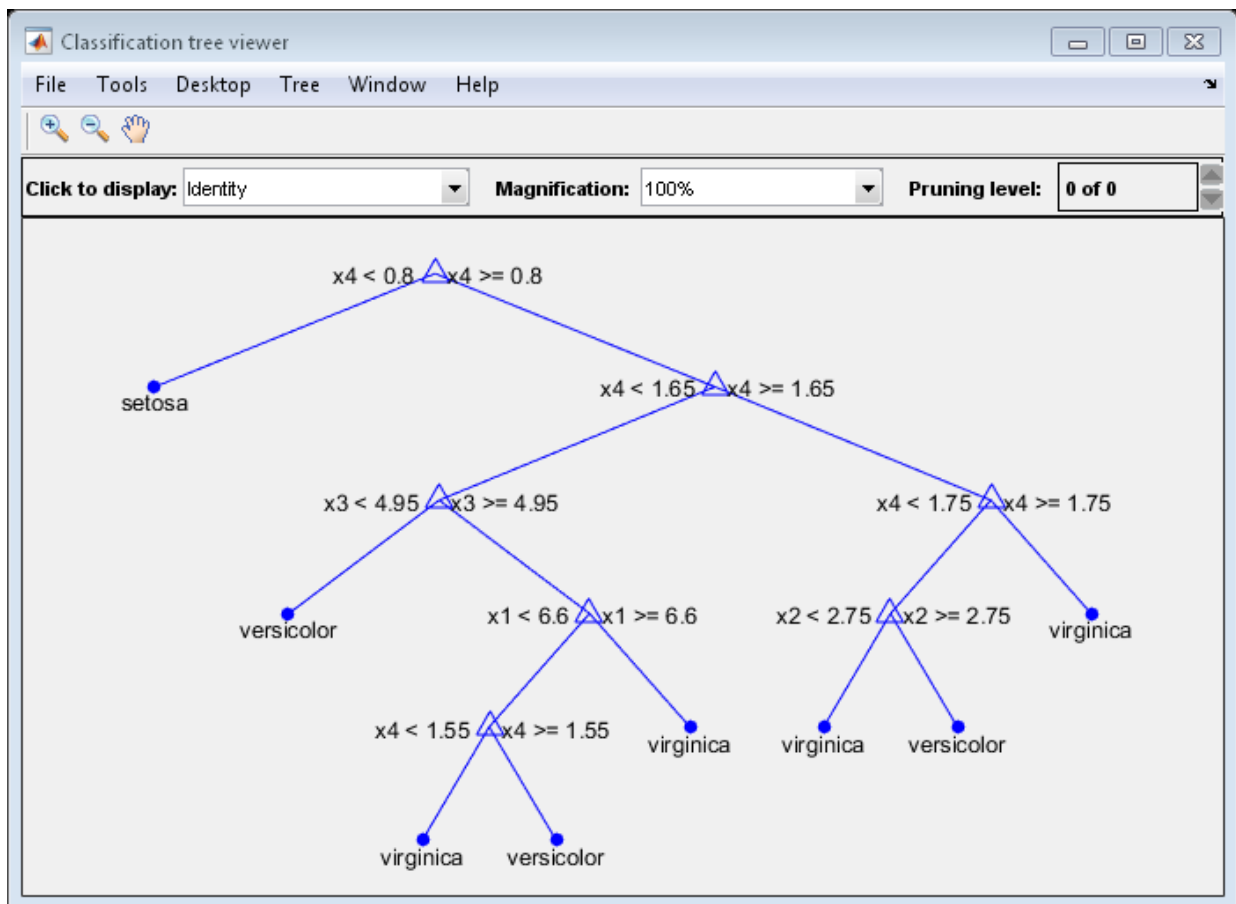 Classification tree viewer
File Tools Desktop Tree Window Help
Click to display: Identity Magnification: 100% Pruning level: 0 of 0
x4 < 0.8 x4 >= 0.8
setosa
x4 < 1.65 x4 >= 1.65
x3 < 4.95 x3 >= 4.95
x4 < 1.75 x4 >= 1.75
versicolor
x1 < 6.6 x1 >= 6.6
x2 < 2.75 x2 >= 2.75
virginica
x4 < 1.55 x4 >= 1.55
virginica
virginica
versicolor
virginica
versicolor